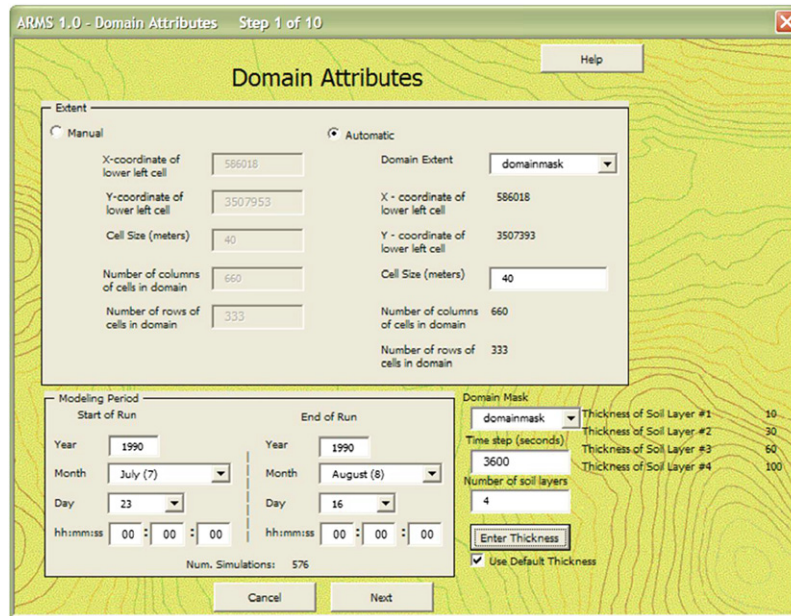 ARMS 1.0 - Domain Attributes Step 1 of 10
Help
Domain Attributes
Extent
Manual
X-coordinate of
lower left cell
586018
Y-coordinate of
lower left cell
3507953
Cell Size (meters)
40
Number of columns
of cells in domain
660
Number of rows of
cells in domain
333
Automatic
Domain Extent
domainmask
X - coordinate of
lower left cell
586018
Y - coordinate of
lower left cell
3507393
Cell Size (meters)
40
Number of columns
of cells in domain
660
Number of rows of
cells in domain
333
Modeling Period
Start of Run
Year
1990
Month
July (7)
Day
23
hh:mm:ss
00 : 00 : 00
End of Run
Year
1990
Month
August (8)
Day
16
hh:mm:ss
00 : 00 : 00
Num. Simulations: 576
Domain Mask
domainmask
Time step (seconds)
3600
Number of soil layers
4
Enter Thickness
Use Default Thickness
Thickness of Soil Layer #1 10
Thickness of Soil Layer #2 30
Thickness of Soil Layer #3 60
Thickness of Soil Layer #4 100
Cancel
Next